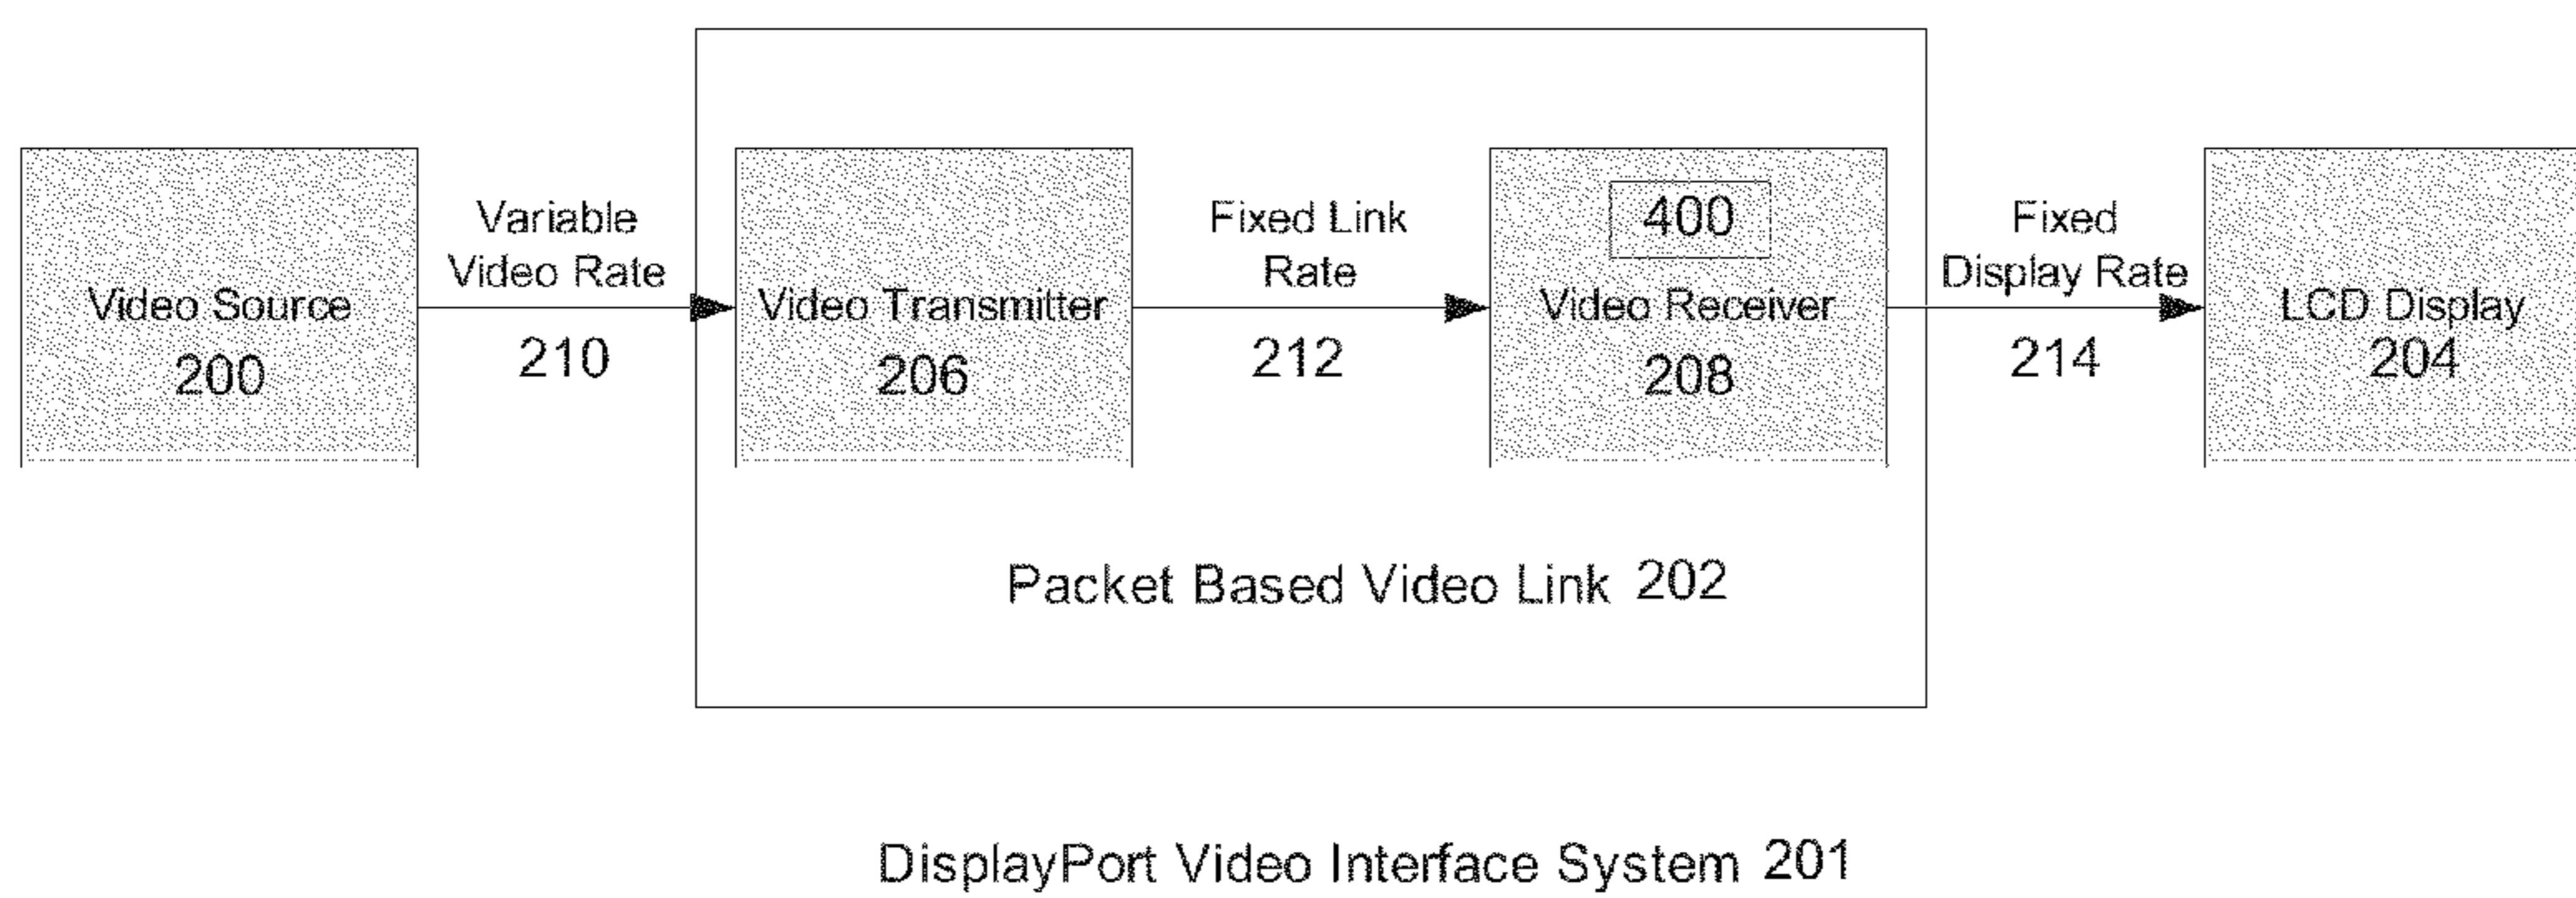 Video Source
200
Variable
Video Rate
210
Video Transmitter
206
Fixed Link
Rate
212
400
Video Receiver
208
Fixed
Display Rate
214
LCD Display
204
Packet Based Video Link 202
DisplayPort Video Interface System 201